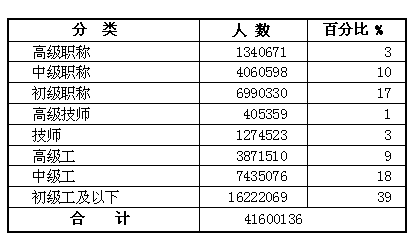 分 类 人 数 百分比 %
高级职称 1340671 3
中级职称 4060598 10
初级职称 6990330 17
高级技师 405359 1
技师 1274523 3
高级工 3871510 9
中级工 7435076 18
初级工及以下 16222069 39
合 计 41600136